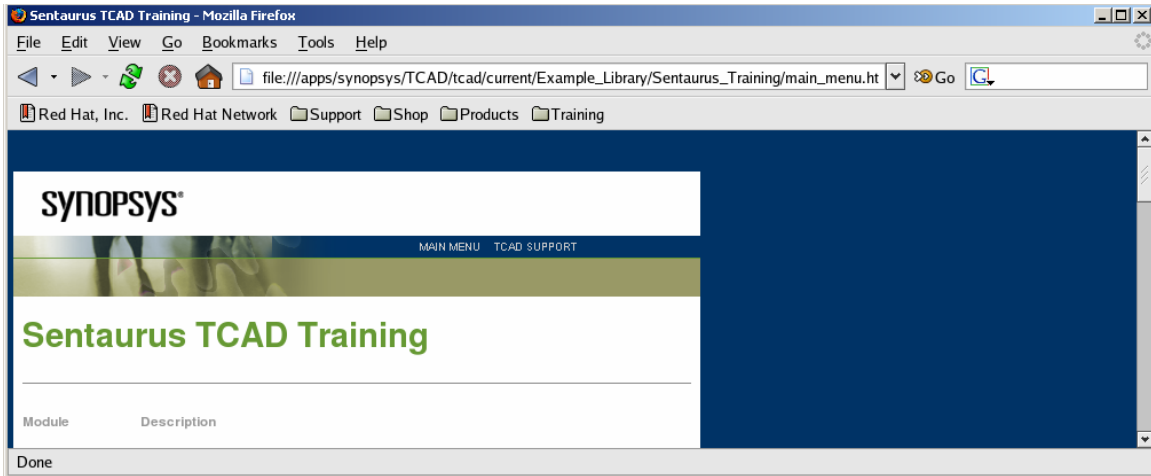 Sentaurus TCAD Training - Mozilla Firefox
File Edit View Go Bookmarks Tools Help
file:///apps/synopsys/TCAD/tcad/current/Example_Library/Sentaurus_Training/main_menu.ht Go G
Red Hat, Inc. Red Hat Network Support Shop Products Training
SYNOPSYS®
MAIN MENU TCAD SUPPORT
Sentaurus TCAD Training
Module Description
Done